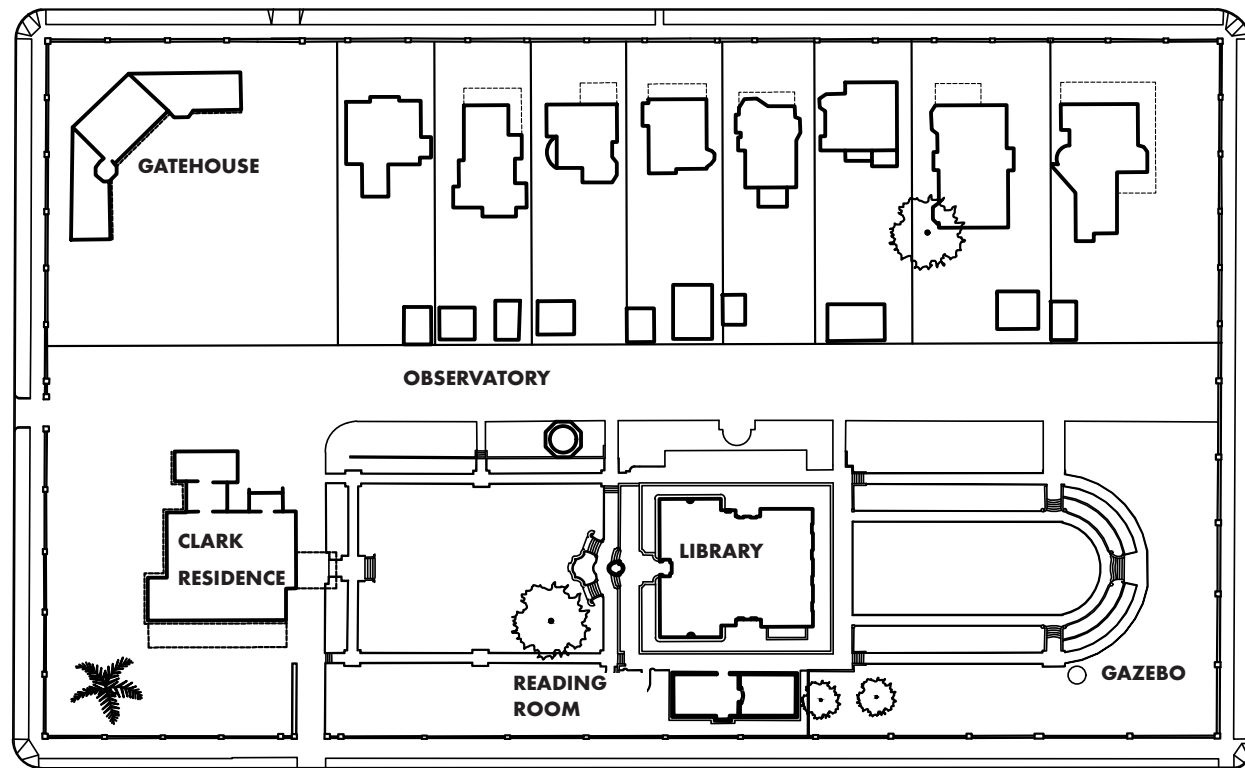 GATEHOUSE
OBSERVATORY
CLARK
RESIDENCE
LIBRARY
READING
ROOM
GAZEBO